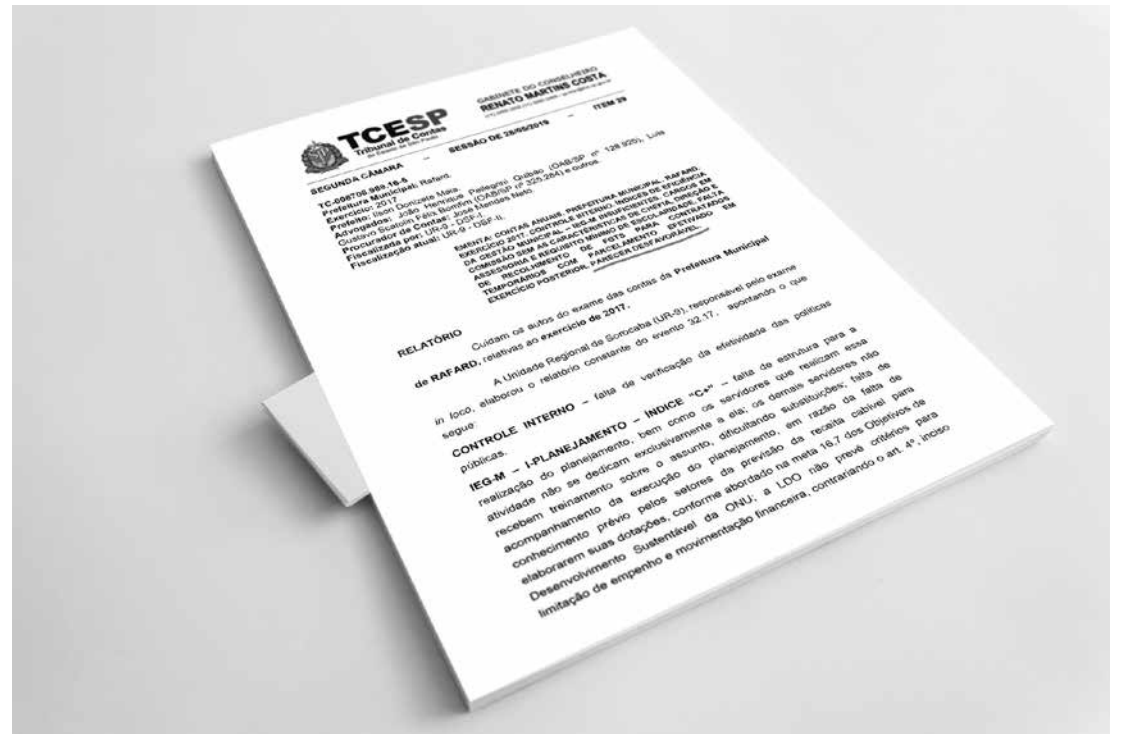 TCESP
Tribunal de Contas
do Estado de São Paulo
GABINETE DO CONSELHEIRO
RENATO MARTINS COSTA
SEGUNDA CÂMARA – SESSÃO DE 28/05/2019 – ITEM 29
Prefeitura Municipal: Rafard.
Exercício: 2017.
Prefeito: Ilson Donizete Maia.
Advogados: João Henrique Pellegrini Quibao (OAB/SP nº 128.925), Luis
Gustavo Scatolin Félix Bomfim (OAB/SP nº 325.284) e outros.
Procurador de Contas: José Mendes Neto.
Fiscalizada por: UR-9 - DSF-I.
Fiscalização atual: UR-9 - DSF-II.
EMENTA: CONTAS ANUAIS. PREFEITURA MUNICIPAL. RAFARD.
EXERCÍCIO 2017. CONTROLE INTERNO. ÍNDICES DE EFICIÊNCIA
DA GESTÃO MUNICIPAL – IEG-M INSUFICIENTES. CARGOS EM
COMISSÃO SEM AS CARACTERÍSTICAS DE CHEFIA, DIREÇÃO E
ASSESSORIA E REQUISITO MÍNIMO DE ESCOLARIDADE. FALTA
DE RECOLHIMENTO DE FGTS PARA CONTRATADOS
TEMPORÁRIOS COM PARCELAMENTO EFETIVADO EM
EXERCÍCIO POSTERIOR. PARECER DESFAVORÁVEL.
RELATÓRIO
Cuidam os autos do exame das contas da Prefeitura Municipal
de RAFARD, relativas ao exercício de 2017.
A Unidade Regional de Sorocaba (UR-9), responsável pelo exame
in loco, elaborou o relatório constante do evento 32.17, apontando o que
segue:
CONTROLE INTERNO – falta de verificação da efetividade das políticas
públicas.
IEG-M – I-PLANEJAMENTO – ÍNDICE “C+” – falta de estrutura para a
realização do planejamento, bem como os servidores que realizam essa
atividade não se dedicam exclusivamente a ela; os demais servidores não
recebem treinamento sobre o assunto, dificultando substituições; falta de
acompanhamento da execução do planejamento, em razão da falta de
conhecimento prévio pelos setores da previsão da receita cabível para
elaborarem suas dotações, conforme abordado na meta 16.7 dos Objetivos de
Desenvolvimento Sustentável da ONU; a LDO não prevê critérios para
limitação de empenho e movimentação financeira, contrariando o art. 4º, inciso